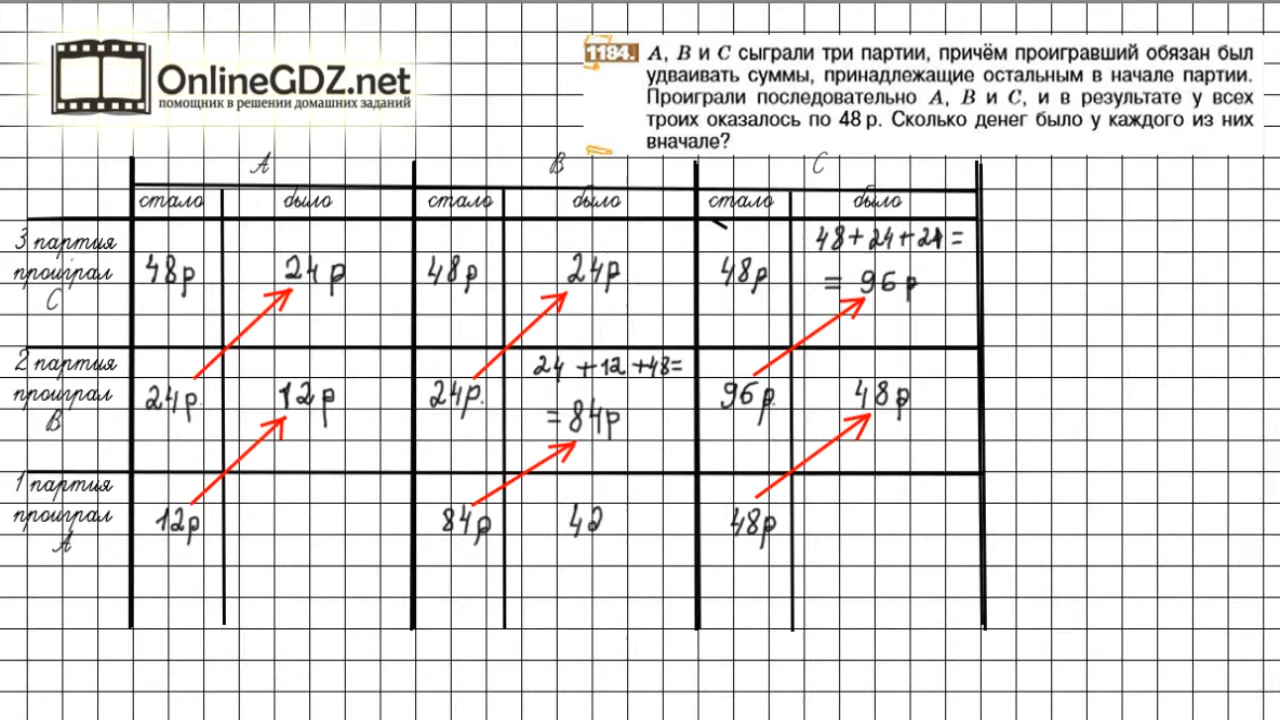 OnlineGDZ.net
помощник в решении домашних заданий
1184. A, B и C сыграли три партии, причём проигравший обязан был
удваивать суммы, принадлежащие остальным в начале партии.
Проиграли последовательно A, B и C, и в результате у всех
троих оказалось по 48 р. Сколько денег было у каждого из них
вначале?
A B C
стало было стало было стало было
48+24+24=
3 партия
проиграл 48р 24р 48р 24р 48р = 96р
C
2 партия 24 +12 +48=
проиграл 24р. 12р 24р. =84р 96р. 48р
B
1 партия
проиграл 12р 84р 42 48р
A